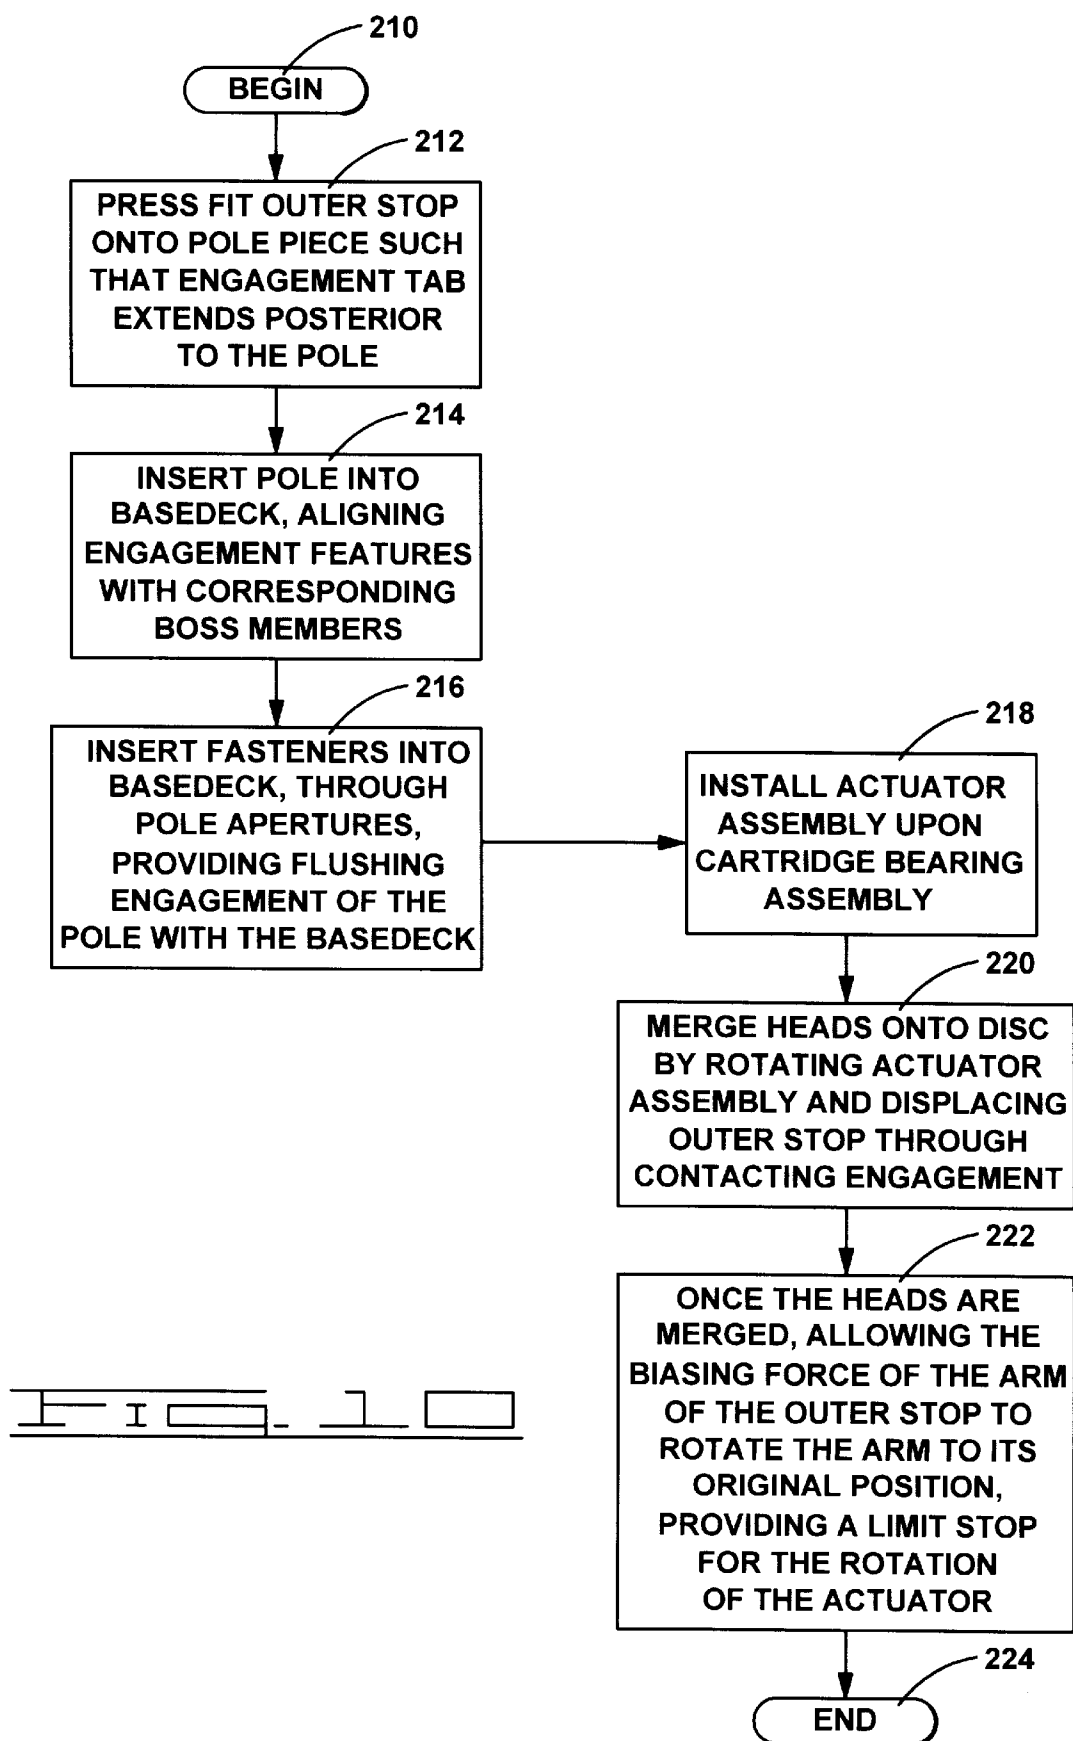 210
BEGIN
212
PRESS FIT OUTER STOP
ONTO POLE PIECE SUCH
THAT ENGAGEMENT TAB
EXTENDS POSTERIOR
TO THE POLE
214
INSERT POLE INTO
BASEDECK, ALIGNING
ENGAGEMENT FEATURES
WITH CORRESPONDING
BOSS MEMBERS
216
INSERT FASTENERS INTO
BASEDECK, THROUGH
POLE APERTURES,
PROVIDING FLUSHING
ENGAGEMENT OF THE
POLE WITH THE BASEDECK
218
INSTALL ACTUATOR
ASSEMBLY UPON
CARTRIDGE BEARING
ASSEMBLY
220
MERGE HEADS ONTO DISC
BY ROTATING ACTUATOR
ASSEMBLY AND DISPLACING
OUTER STOP THROUGH
CONTACTING ENGAGEMENT
222
ONCE THE HEADS ARE
MERGED, ALLOWING THE
BIASING FORCE OF THE ARM
OF THE OUTER STOP TO
ROTATE THE ARM TO ITS
ORIGINAL POSITION,
PROVIDING A LIMIT STOP
FOR THE ROTATION
OF THE ACTUATOR
224
END
Fig. 10